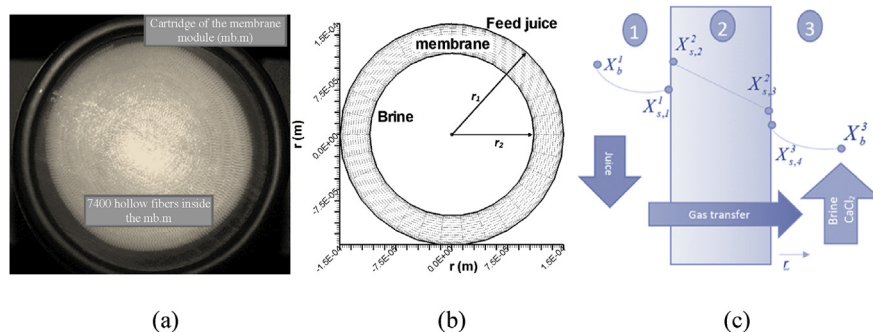 Cartridge of the membrane
module (mb.m)
7400 hollow fibers inside
the mb.m
(a)
1.5E-04
7.5E-05
0.0E+00
-7.5E-05
-1.5E-04
r (m)
Feed juice
membrane
Brine
r₁
r₂
-1.5E-04
-7.5E-05
0.0E+00
7.5E-05
1.5E-04
r (m)
(b)
1
2
3
X_b^1
X_{s,1}^1
X_{s,2}^2
X_{s,3}^2
X_{s,4}^3
X_b^3
Juice
Gas transfer
Brine
CaCl₂
r
(c)